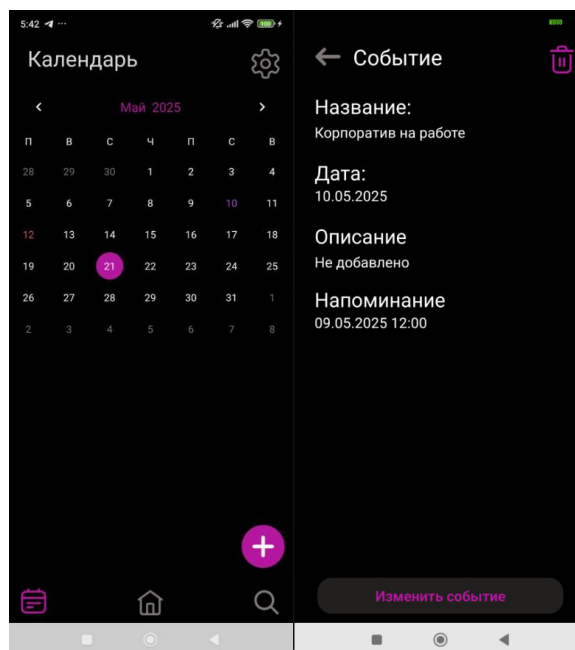 5:42
Календарь
Май 2025
П В С Ч П С В
28 29 30 1 2 3 4
5 6 7 8 9 10 11
12 13 14 15 16 17 18
19 20 21 22 23 24 25
26 27 28 29 30 31 1
2 3 4 5 6 7 8
Событие
Название:
Корпоратив на работе
Дата:
10.05.2025
Описание
Не добавлено
Напоминание
09.05.2025 12:00
Изменить событие